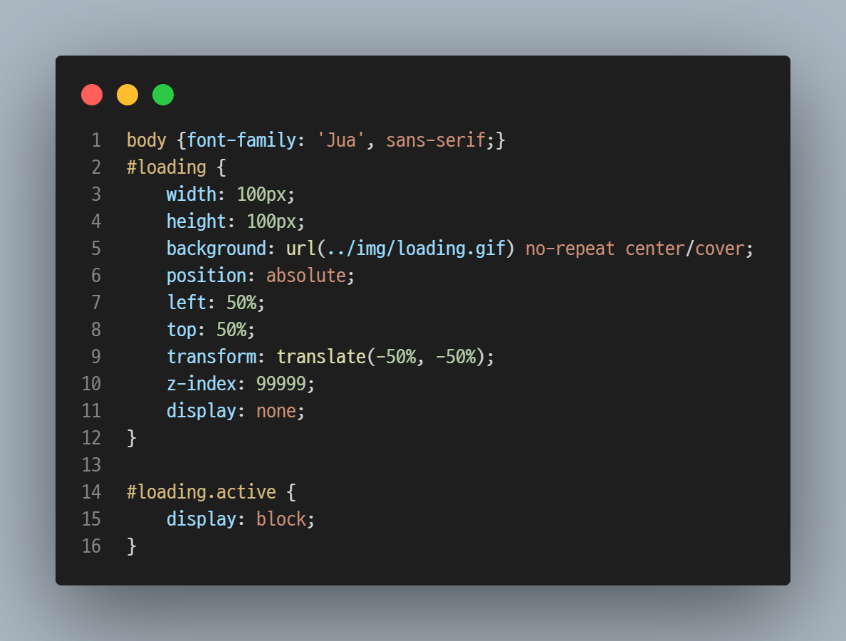 1 body {font-family: 'Jua', sans-serif;}
2 #loading {
3     width: 100px;
4     height: 100px;
5     background: url(../img/loading.gif) no-repeat center/cover;
6     position: absolute;
7     left: 50%;
8     top: 50%;
9     transform: translate(-50%, -50%);
10     z-index: 99999;
11     display: none;
12 }
13
14 #loading.active {
15     display: block;
16 }